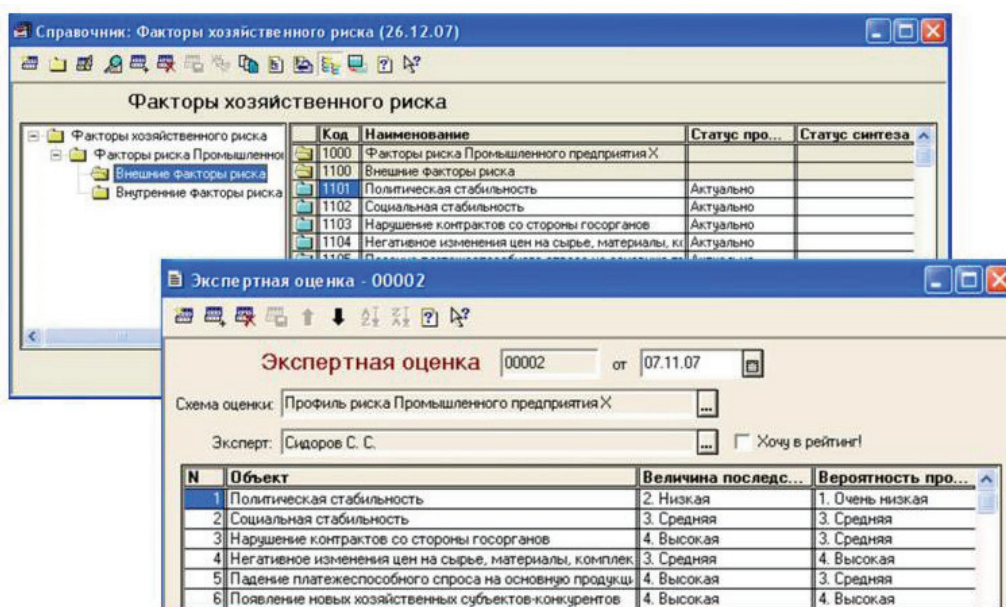 Справочник: Факторы хозяйственного риска (26.12.07)
Факторы хозяйственного риска
Факторы хозяйственного риска
Факторы риска Промышленног
Внешние факторы риска
Внутренние факторы риска
Код Наименование Статус про... Статус синтеза
1000 Факторы риска Промышленного предприятия X
1100 Внешние факторы риска
1101 Политическая стабильность Актуально
1102 Социальная стабильность Актуально
1103 Нарушение контрактов со стороны госорганов Актуально
1104 Негативное изменения цен на сырье, материалы, Актуально
Экспертная оценка - 00002
Экспертная оценка 00002 от 07.11.07
Схема оценки: Профиль риска Промышленного предприятия X ...
Эксперт: Сидоров С. С. ... Хочу в рейтинг!
N Объект Величина последс... Вероятность про...
1 Политическая стабильность 2. Низкая 1. Очень низкая
2 Социальная стабильность 3. Средняя 3. Средняя
3 Нарушение контрактов со стороны госорганов 4. Высокая 3. Средняя
4 Негативное изменения цен на сырье, материалы, комплек 3. Средняя 4. Высокая
5 Падение платежеспособного спроса на основную продукц 4. Высокая 3. Средняя
6 Появление новых хозяйственных субъектов-конкурентов 4. Высокая 4. Высокая